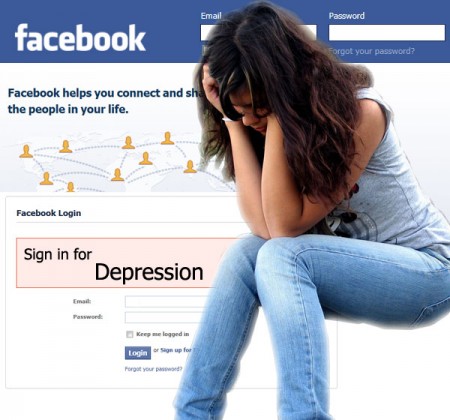 Email
Password
facebook
Forgot your password?
Facebook helps you connect and sh
the people in your life.
Facebook Login
Sign in for
Depression
Email:
Password:
Keep me logged in
Login or Sign up for
Forgot your password?